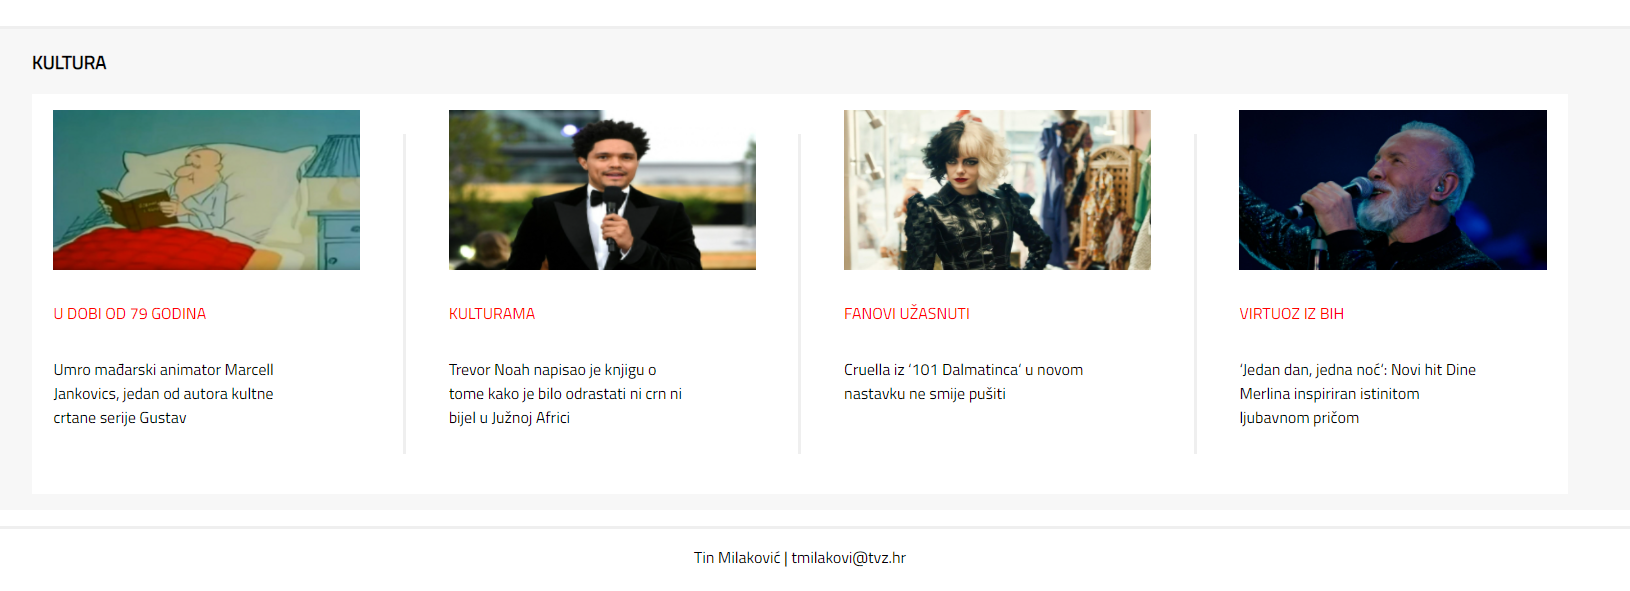 KULTURA
U DOBI OD 79 GODINA
Umro mađarski animator Marcell
Jankovics, jedan od autora kultne
crtane serije Gustav
KULTURAMA
Trevor Noah napisao je knjigu o
tome kako je bilo odrastati ni crn ni
bijel u Južnoj Africi
FANOVI UŽASNUTI
Cruella iz ‘101 Dalmatinca’ u novom
nastavku ne smije pušiti
VIRTUOZ IZ BIH
‘Jedan dan, jedna noć’: Novi hit Dine
Merlina inspiriran istinitom
ljubavnom pričom
Tin Milaković | tmilakovi@tvz.hr